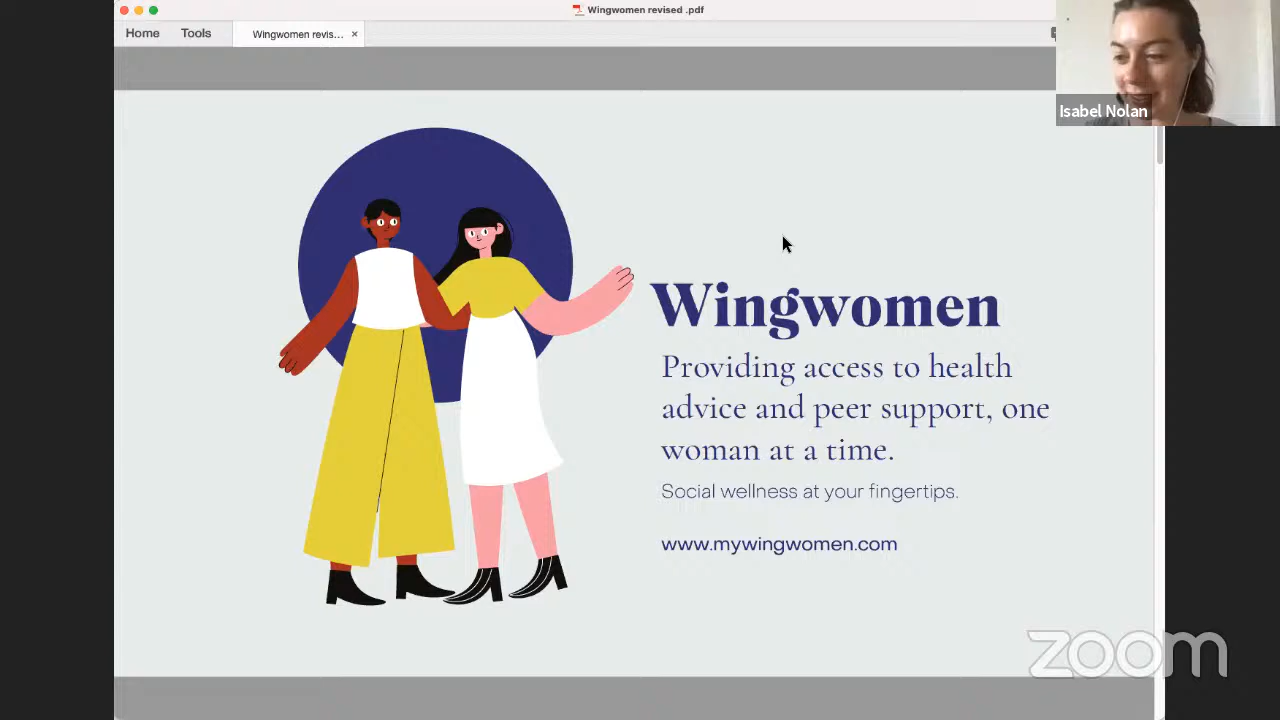 Wingwomen revised .pdf
Home Tools Wingwomen revis... ×
Isabel Nolan
Wingwomen
Providing access to health
advice and peer support, one
woman at a time.
Social wellness at your fingertips.
www.mywingwomen.com
zoom